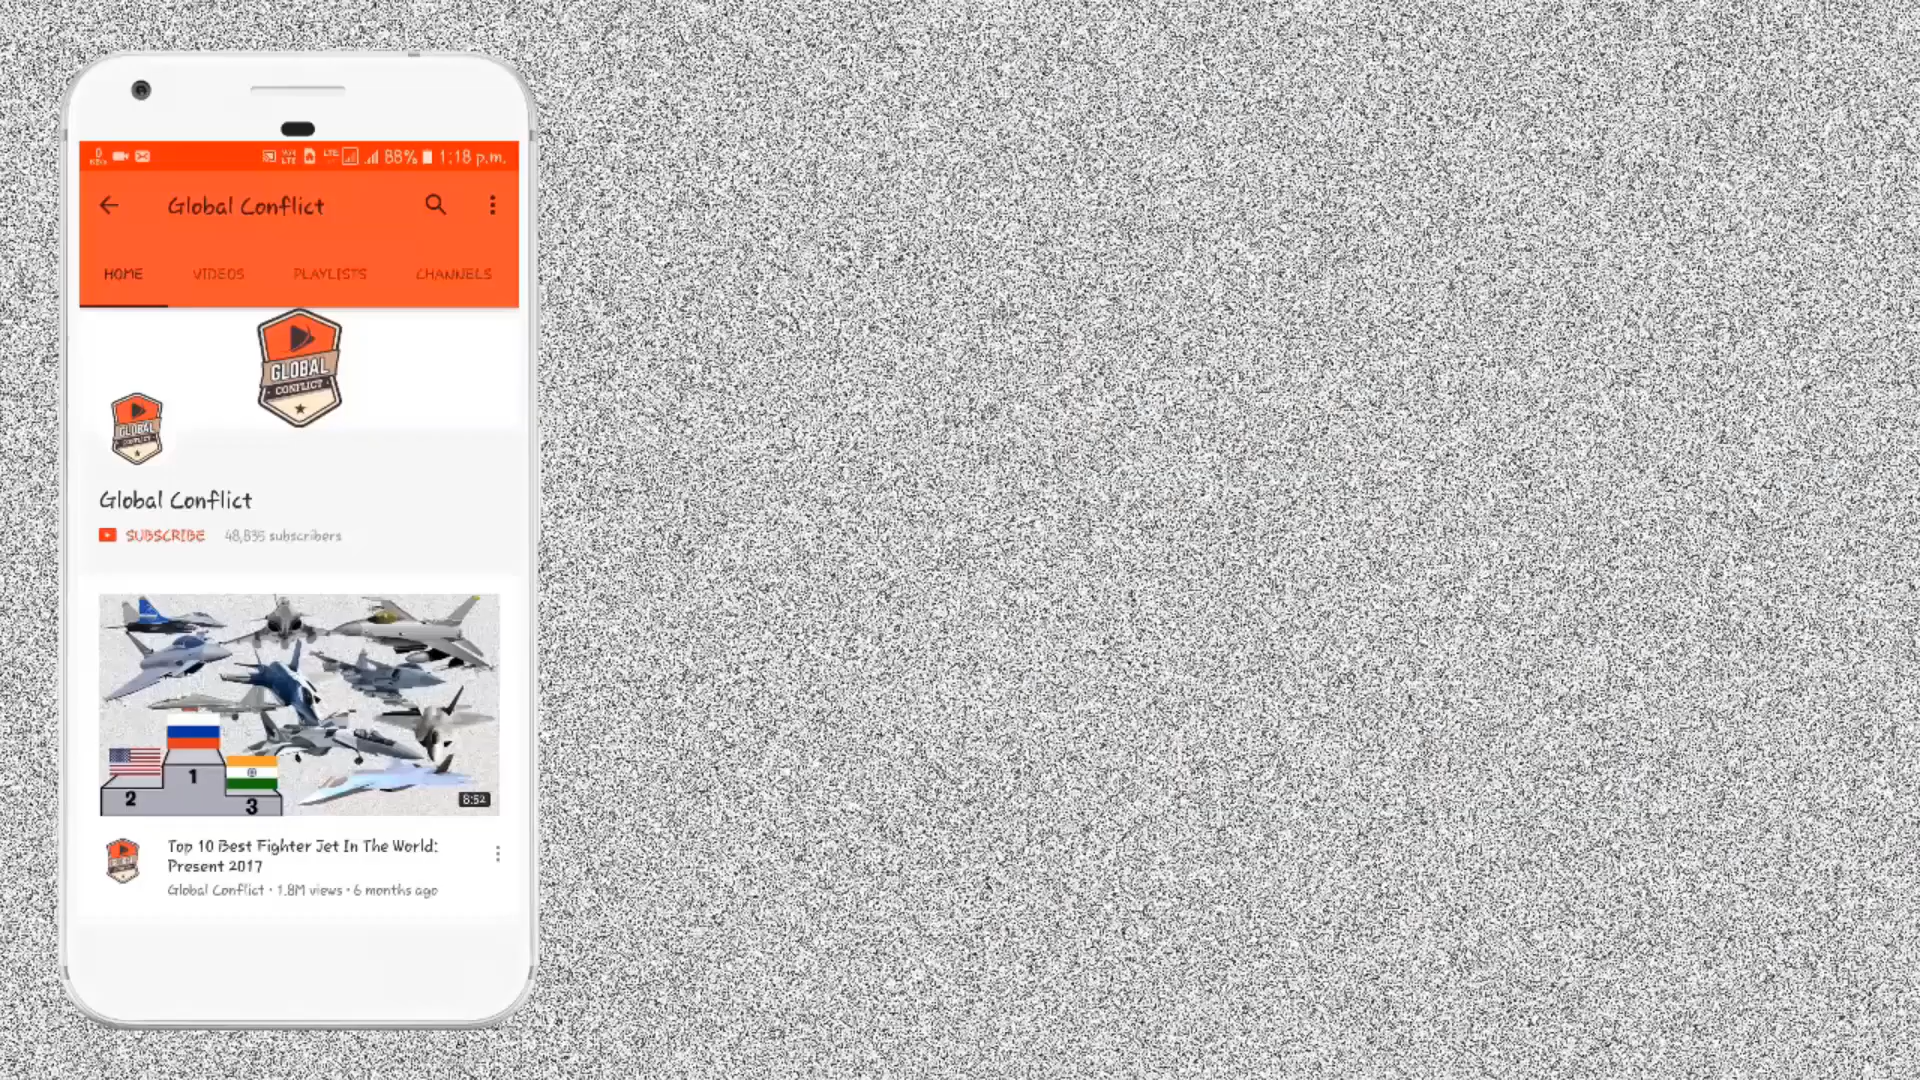 88% 1:18 p.m.
Global Conflict
HOME VIDEOS PLAYLISTS CHANNELS
GLOBAL
CONFLICT
GLOBAL
CONFLICT
Global Conflict
SUBSCRIBE 48,835 subscribers
1
2
3
8:52
Top 10 Best Fighter Jet In The World:
Present 2017
Global Conflict • 1.8M views • 6 months ago